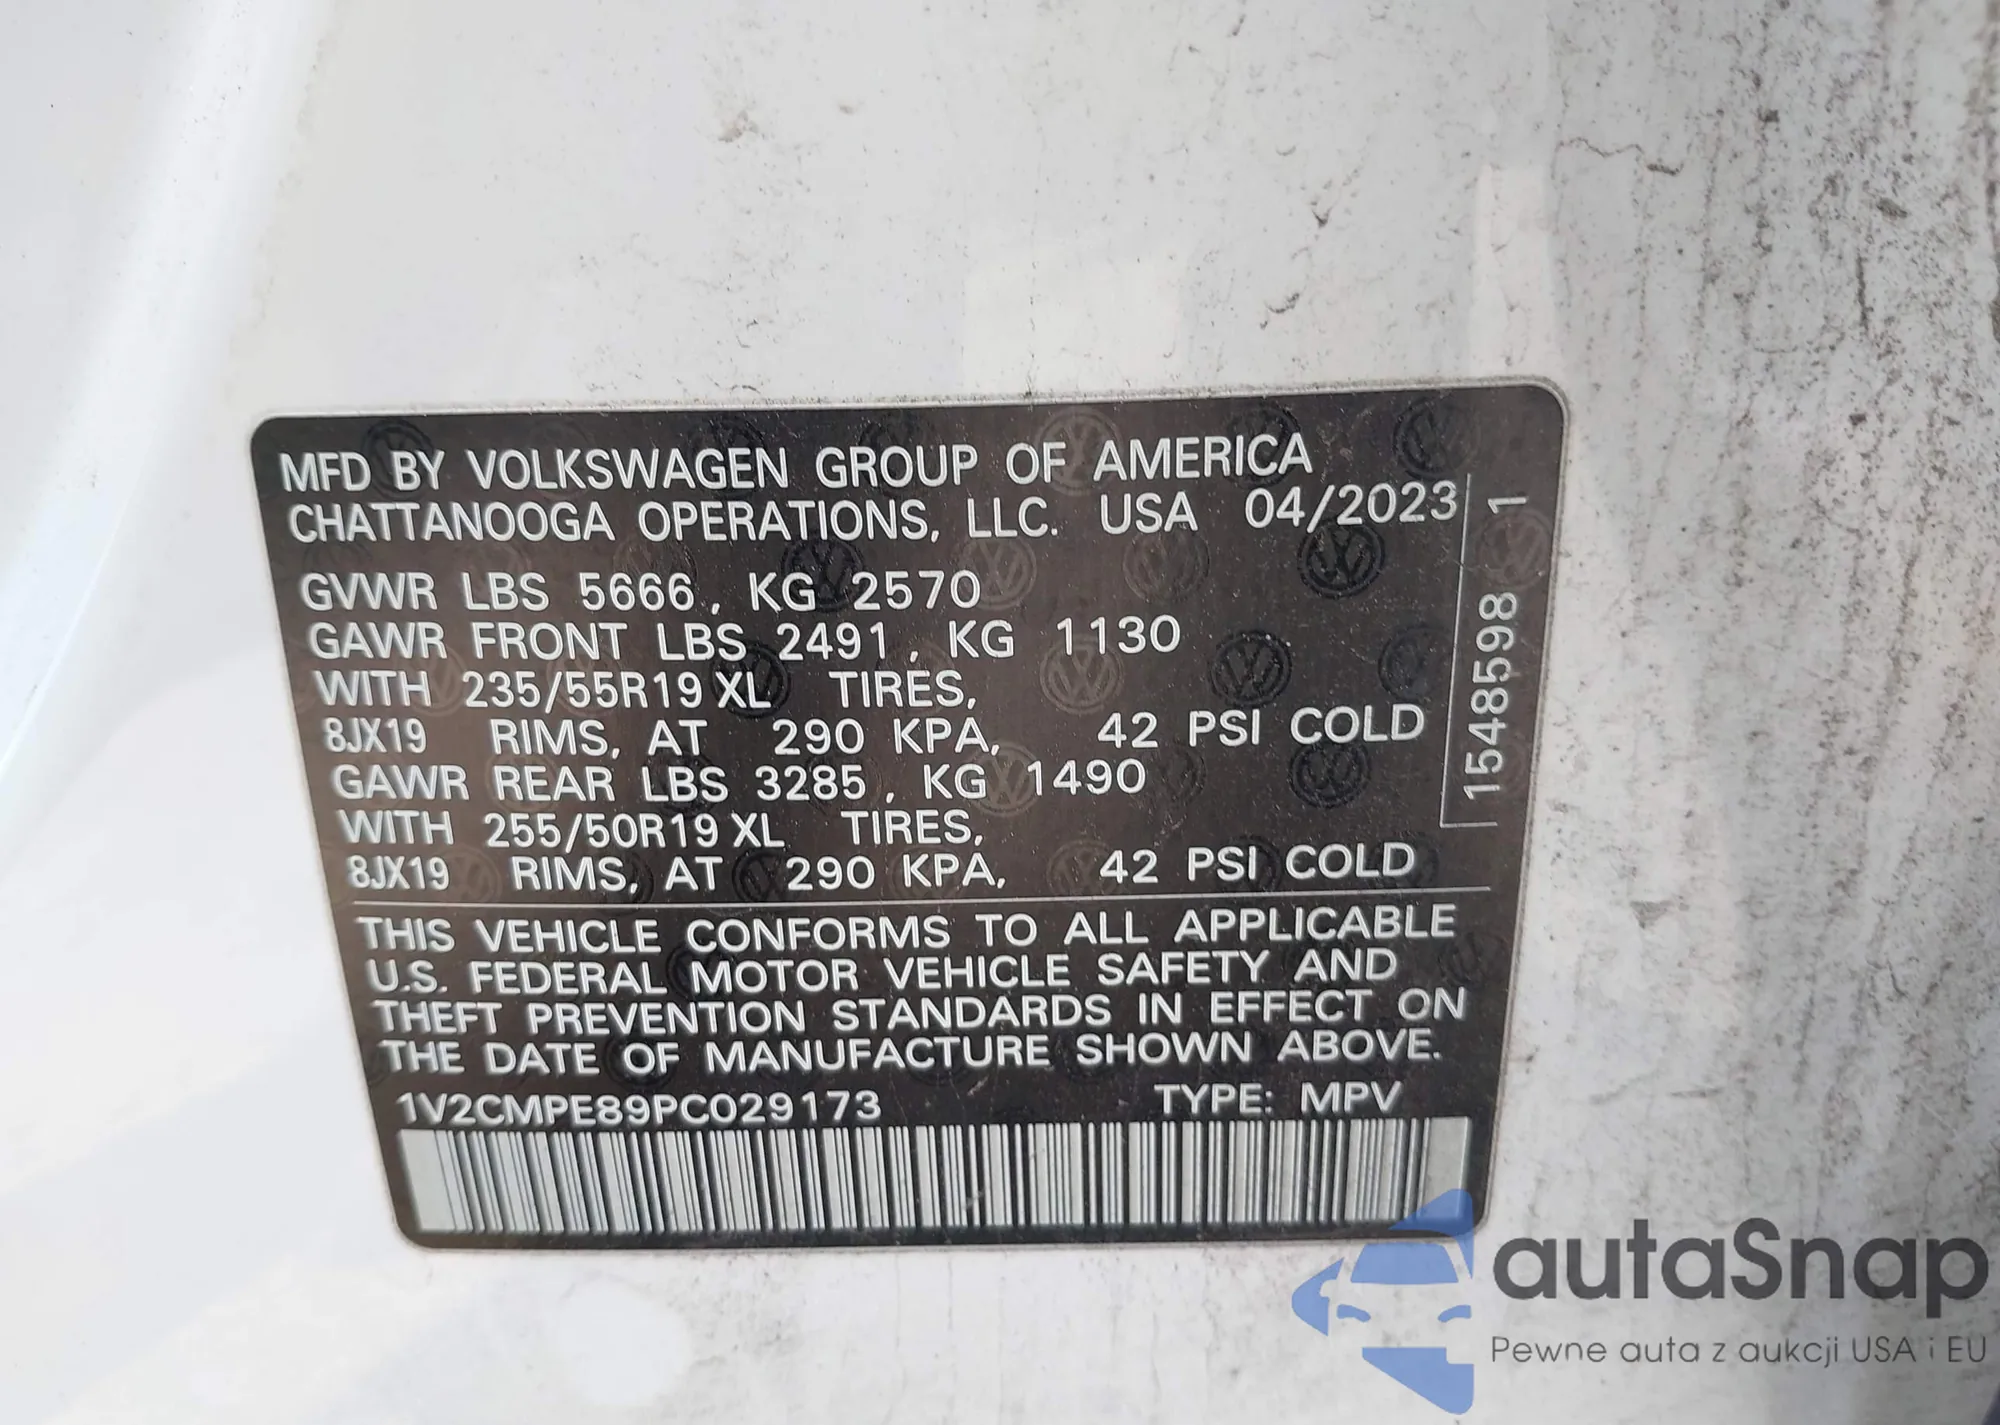 MFD BY VOLKSWAGEN GROUP OF AMERICA
CHATTANOOGA OPERATIONS, LLC. USA 04/2023
GVWR LBS 5666, KG 2570
GAWR FRONT LBS 2491, KG 1130
WITH 235/55R19 XL TIRES,
8JX19 RIMS, AT 290 KPA, 42 PSI COLD
GAWR REAR LBS 3285, KG 1490
WITH 255/50R19 XL TIRES,
8JX19 RIMS, AT 290 KPA, 42 PSI COLD
1548598 1
THIS VEHICLE CONFORMS TO ALL APPLICABLE
U.S. FEDERAL MOTOR VEHICLE SAFETY AND
THEFT PREVENTION STANDARDS IN EFFECT ON
THE DATE OF MANUFACTURE SHOWN ABOVE.
1V2CMPE89PC029173 TYPE: MPV
autaSnap
Pewne auta z aukcji USA i EU